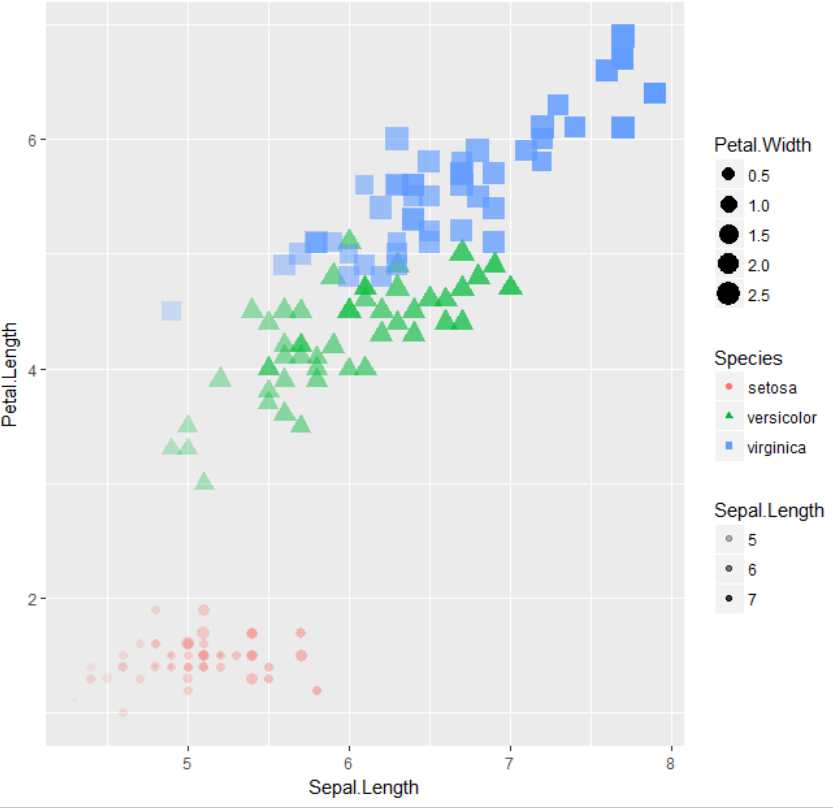 Petal.Width
0.5
1.0
1.5
2.0
2.5
Species
setosa
versicolor
virginica
Sepal.Length
5
6
7
Petal.Length
6
4
2
5 6 7 8
Sepal.Length